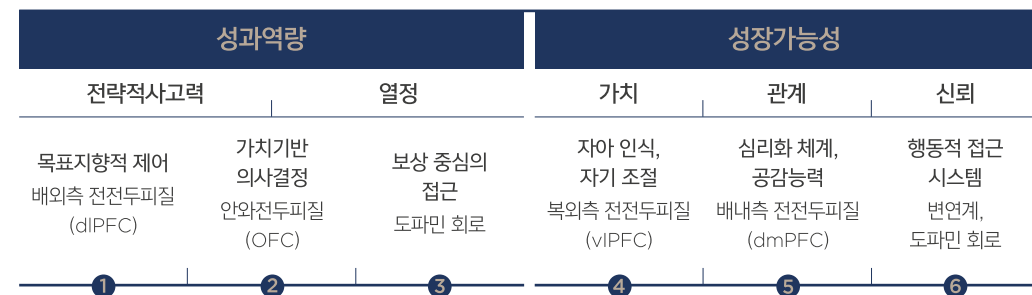 성과역량
성장가능성
전략적사고력
열정
가치
관계
신뢰
목표지향적 제어
배외측 전전두피질
(dlPFC)
가치기반
의사결정
안와전두피질
(OFC)
보상 중심의
접근
도파민 회로
자아 인식,
자기 조절
복외측 전전두피질
(vlPFC)
심리화 체계,
공감능력
배내측 전전두피질
(dmPFC)
행동적 접근
시스템
변연계,
도파민 회로
1
2
3
4
5
6